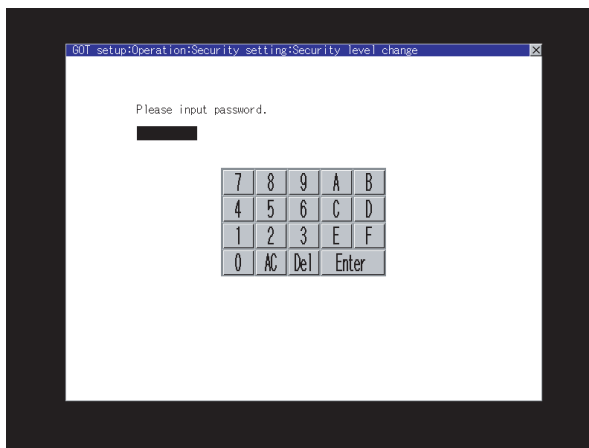 GOT setup:Operation:Security setting:Security level change
Please input password.
7 8 9 A B
4 5 6 C D
1 2 3 E F
0 AC Del Enter